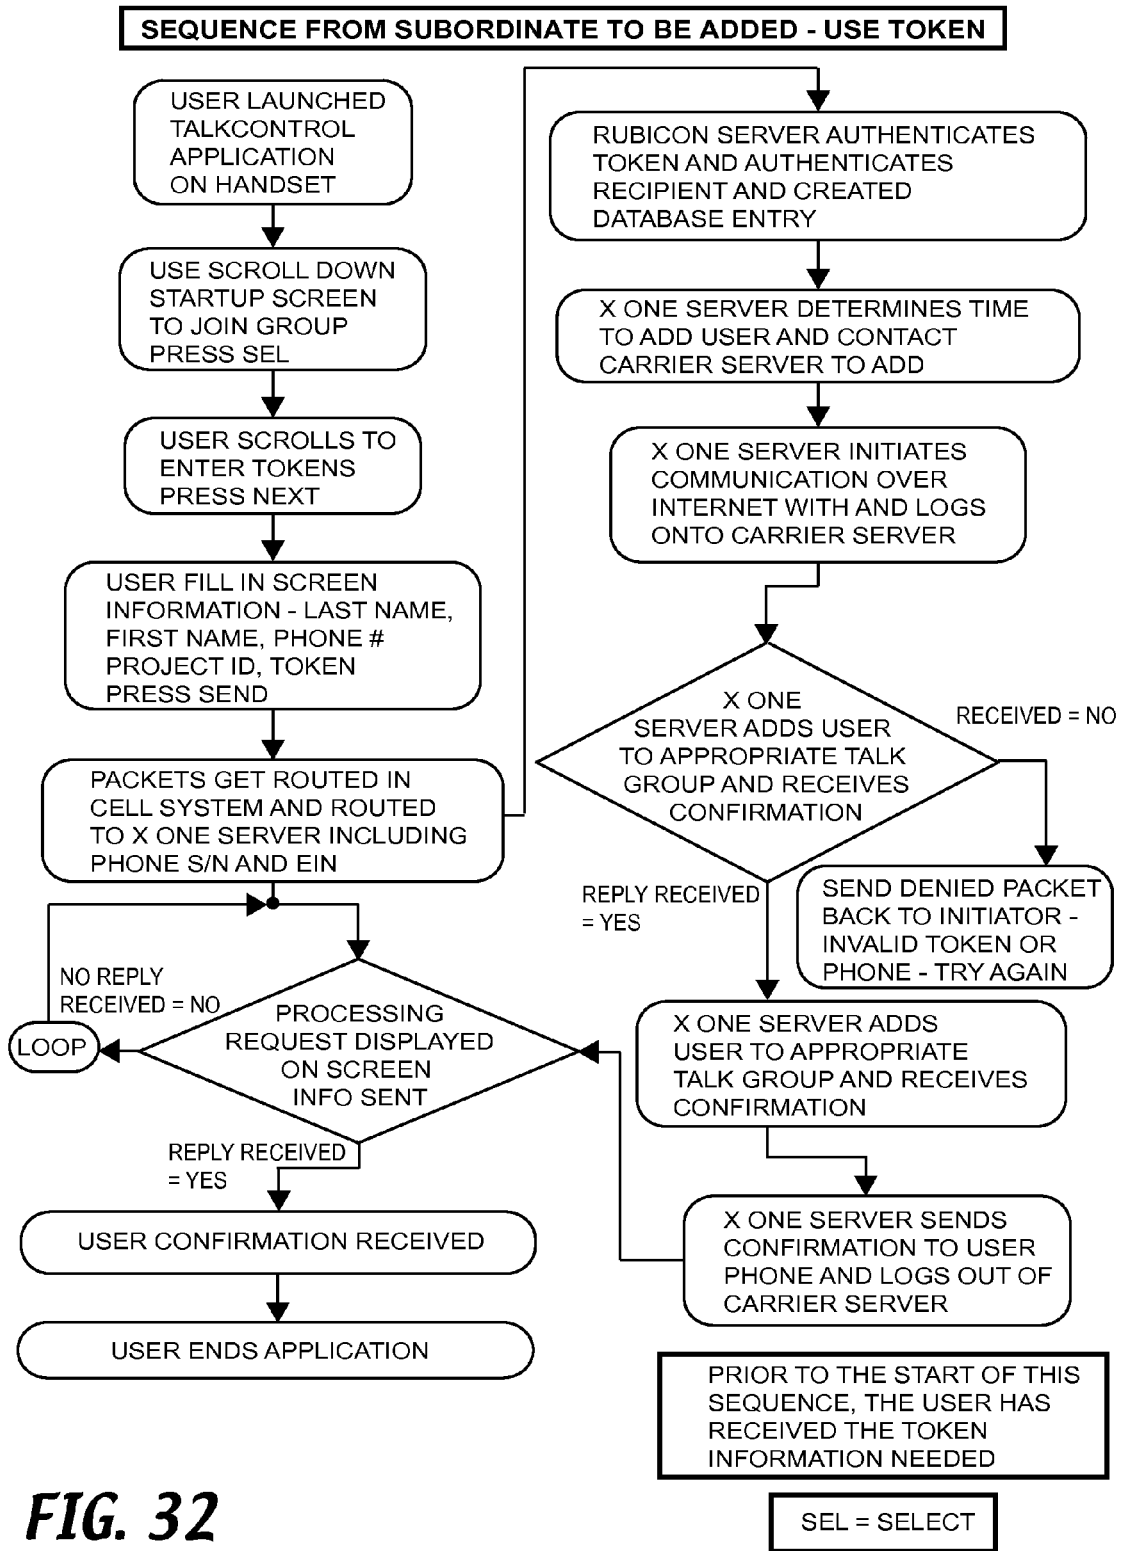 SEQUENCE FROM SUBORDINATE TO BE ADDED - USE TOKEN
USER LAUNCHED
TALKCONTROL
APPLICATION
ON HANDSET
USE SCROLL DOWN
STARTUP SCREEN
TO JOIN GROUP
PRESS SEL
USER SCROLLS TO
ENTER TOKENS
PRESS NEXT
USER FILL IN SCREEN
INFORMATION - LAST NAME,
FIRST NAME, PHONE #
PROJECT ID, TOKEN
PRESS SEND
PACKETS GET ROUTED IN
CELL SYSTEM AND ROUTED
TO X ONE SERVER INCLUDING
PHONE S/N AND EIN
NO REPLY
RECEIVED = NO
LOOP
PROCESSING
REQUEST DISPLAYED
ON SCREEN
INFO SENT
REPLY RECEIVED
= YES
USER CONFIRMATION RECEIVED
USER ENDS APPLICATION
RUBICON SERVER AUTHENTICATES
TOKEN AND AUTHENTICATES
RECIPIENT AND CREATED
DATABASE ENTRY
X ONE SERVER DETERMINES TIME
TO ADD USER AND CONTACT
CARRIER SERVER TO ADD
X ONE SERVER INITIATES
COMMUNICATION OVER
INTERNET WITH AND LOGS
ONTO CARRIER SERVER
X ONE
SERVER ADDS USER
TO APPROPRIATE TALK
GROUP AND RECEIVES
CONFIRMATION
RECEIVED = NO
REPLY RECEIVED
= YES
SEND DENIED PACKET
BACK TO INITIATOR -
INVALID TOKEN OR
PHONE - TRY AGAIN
X ONE SERVER ADDS
USER TO APPROPRIATE
TALK GROUP AND RECEIVES
CONFIRMATION
X ONE SERVER SENDS
CONFIRMATION TO USER
PHONE AND LOGS OUT OF
CARRIER SERVER
PRIOR TO THE START OF THIS
SEQUENCE, THE USER HAS
RECEIVED THE TOKEN
INFORMATION NEEDED
SEL = SELECT
FIG. 32